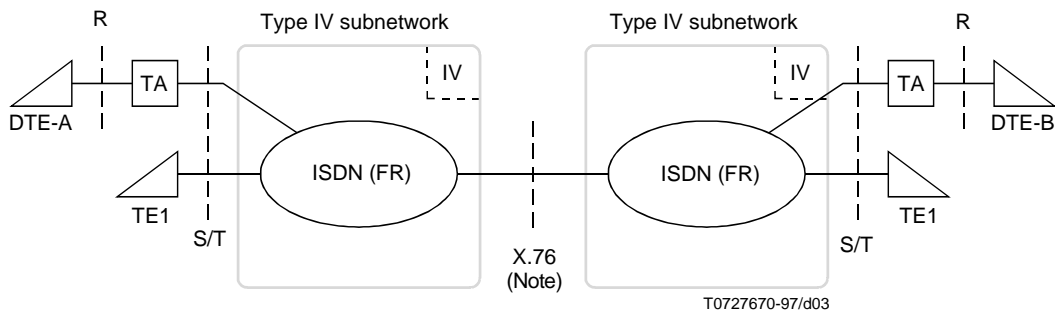 R
Type IV subnetwork
Type IV subnetwork
R
IV
IV
TA
TA
DTE-A
DTE-B
ISDN (FR)
ISDN (FR)
TE1
TE1
S/T
S/T
X.76
(Note)
T0727670-97/d03